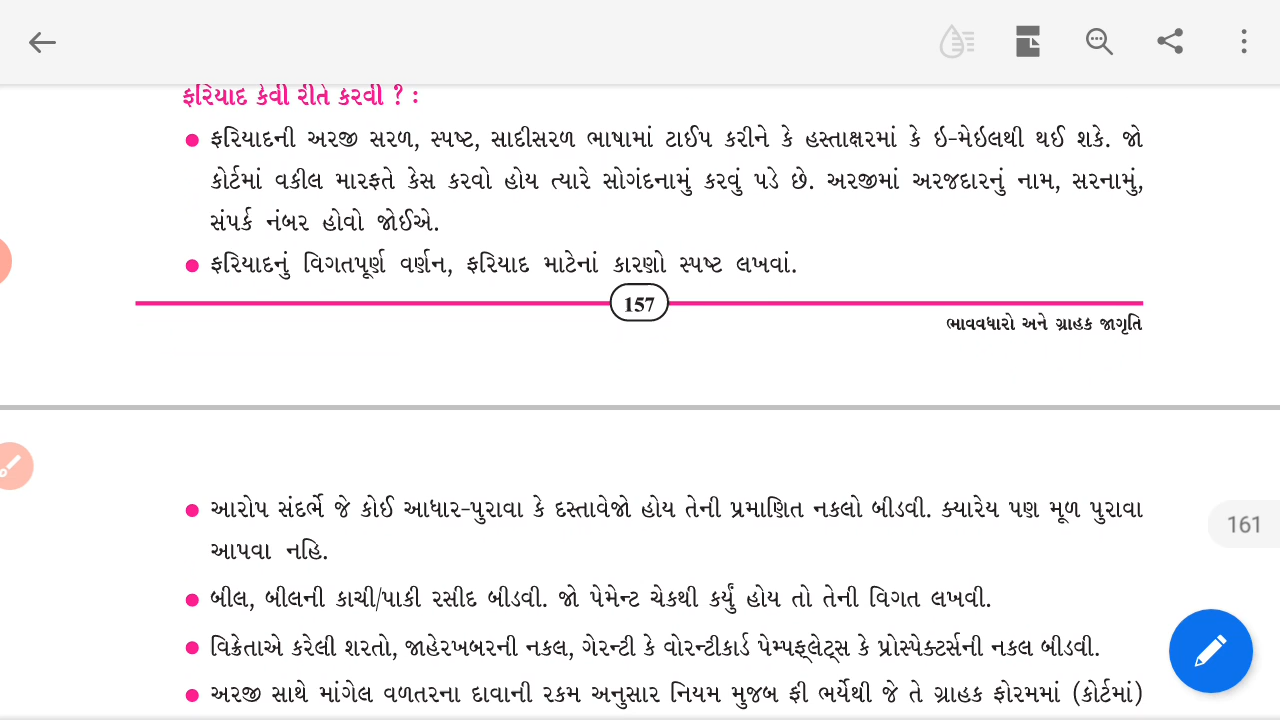 ફરિયાદ કેવી રીતે કરવી ? :
● ફરિયાદની અરજી સરળ, સ્પષ્ટ, સાદીસરળ ભાષામાં ટાઈપ કરીને કે હસ્તાક્ષરમાં કે ઇ-મેઇલથી થઈ શકે. જો
કોર્ટમાં વકીલ મારફતે કેસ કરવો હોય ત્યારે સોગંદનામું કરવું પડે છે. અરજીમાં અરજદારનું નામ, સરનામું,
સંપર્ક નંબર હોવો જોઈએ.
● ફરિયાદનું વિગતપૂર્ણ વર્ણન, ફરિયાદ માટેનાં કારણો સ્પષ્ટ લખવાં.
157
ભાવવધારો અને ગ્રાહક જાગૃતિ
● આરોપ સંદર્ભે જે કોઈ આધાર-પુરાવા કે દસ્તાવેજો હોય તેની પ્રમાણિત નકલો બીડવી. ક્યારેય પણ મૂળ પુરાવા
161
આપવા નહિ.
● બીલ, બીલની કાચી/પાકી રસીદ બીડવી. જો પેમેન્ટ ચેકથી કર્યું હોય તો તેની વિગત લખવી.
● વિક્રેતાએ કરેલી શરતો, જાહેરખબરની નકલ, ગેરન્ટી કે વોરન્ટીકાર્ડ પેમ્પફ્લેટ્સ કે પ્રોસ્પેક્ટર્સની નકલ બીડવી.
● અરજી સાથે માંગેલ વળતરના દાવાની રકમ અનુસાર નિયમ મુજબ ફી ભર્યેથી જે તે ગ્રાહક ફોરમમાં (કોર્ટમાં)